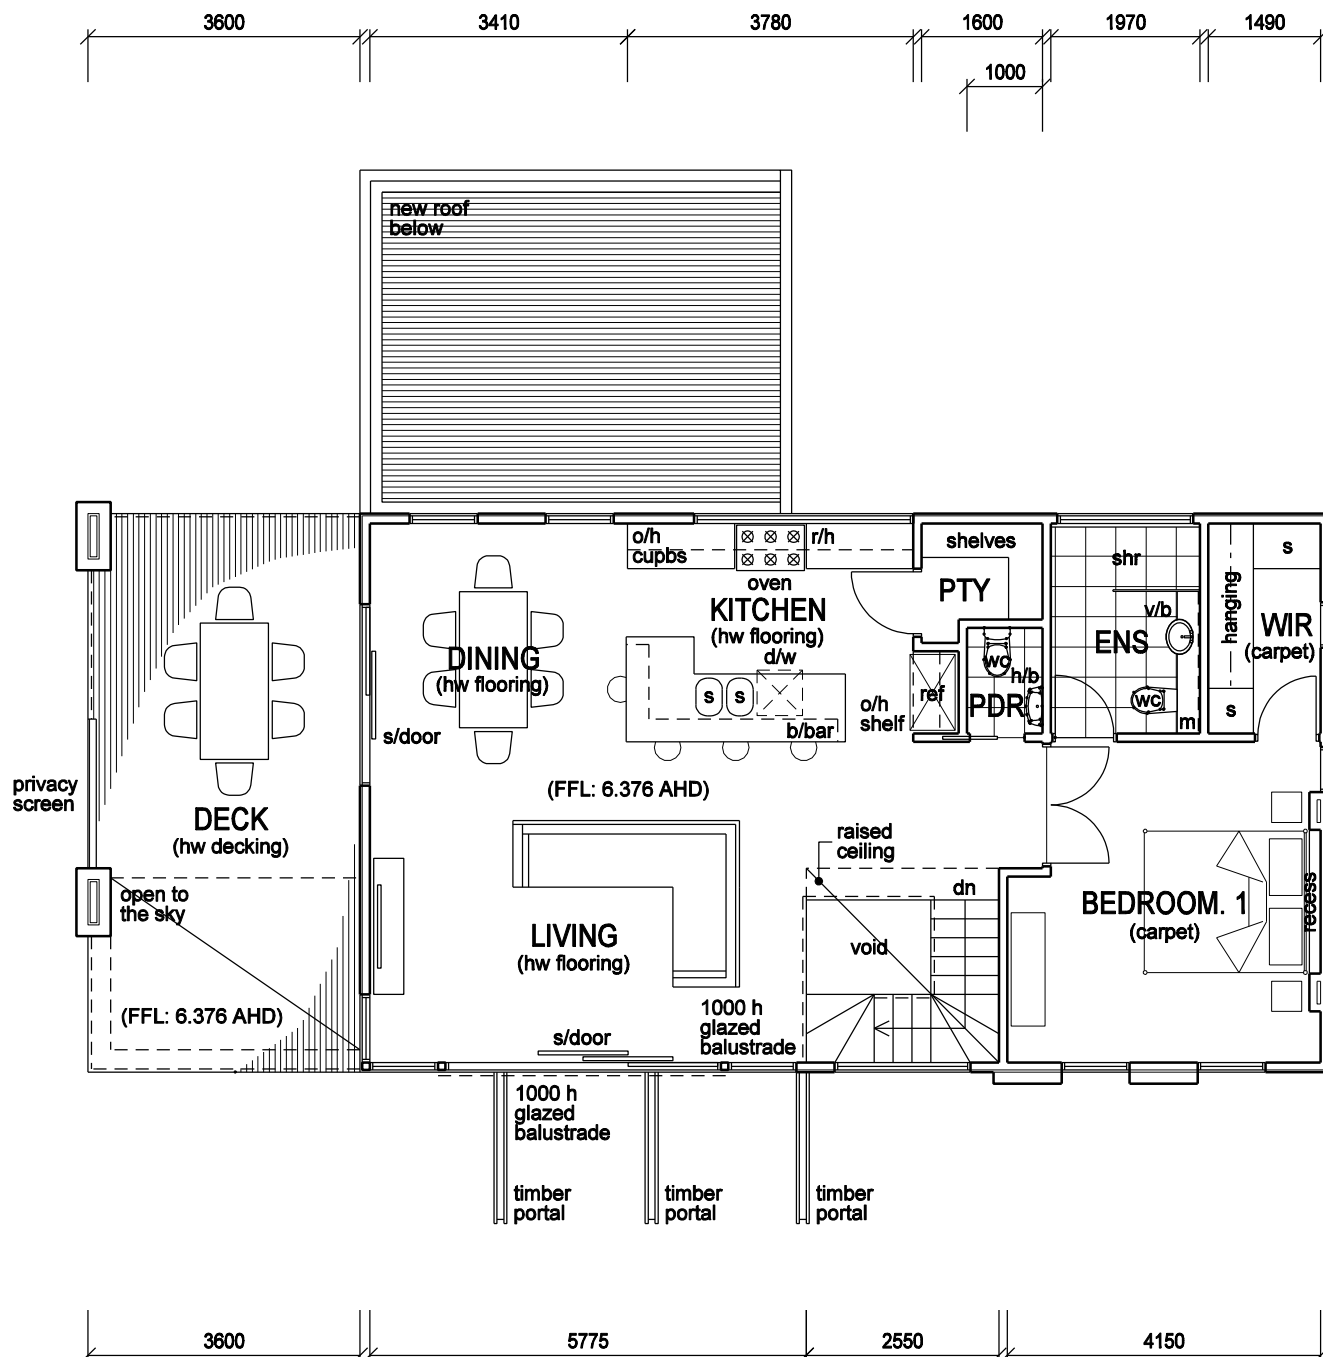 3600
3410
3780
1600
1970
1490
1000
new roof
below
o/h
cupbs
r/h
shelves
shr
s
oven
KITCHEN
(hw flooring)
d/w
PTY
hanging
v/b
ENS
WIR
(carpet)
DINING
(hw flooring)
wc
h/b
PDR
ref
s
s
o/h
shelf
wc
m
s
s/door
b/bar
privacy
screen
DECK
(hw decking)
(FFL: 6.376 AHD)
raised
ceiling
open to
the sky
dn
BEDROOM. 1
(carpet)
recess
LIVING
(hw flooring)
void
(FFL: 6.376 AHD)
s/door
1000 h
glazed
balustrade
1000 h
glazed
balustrade
timber
portal
timber
portal
timber
portal
3600
5775
2550
4150